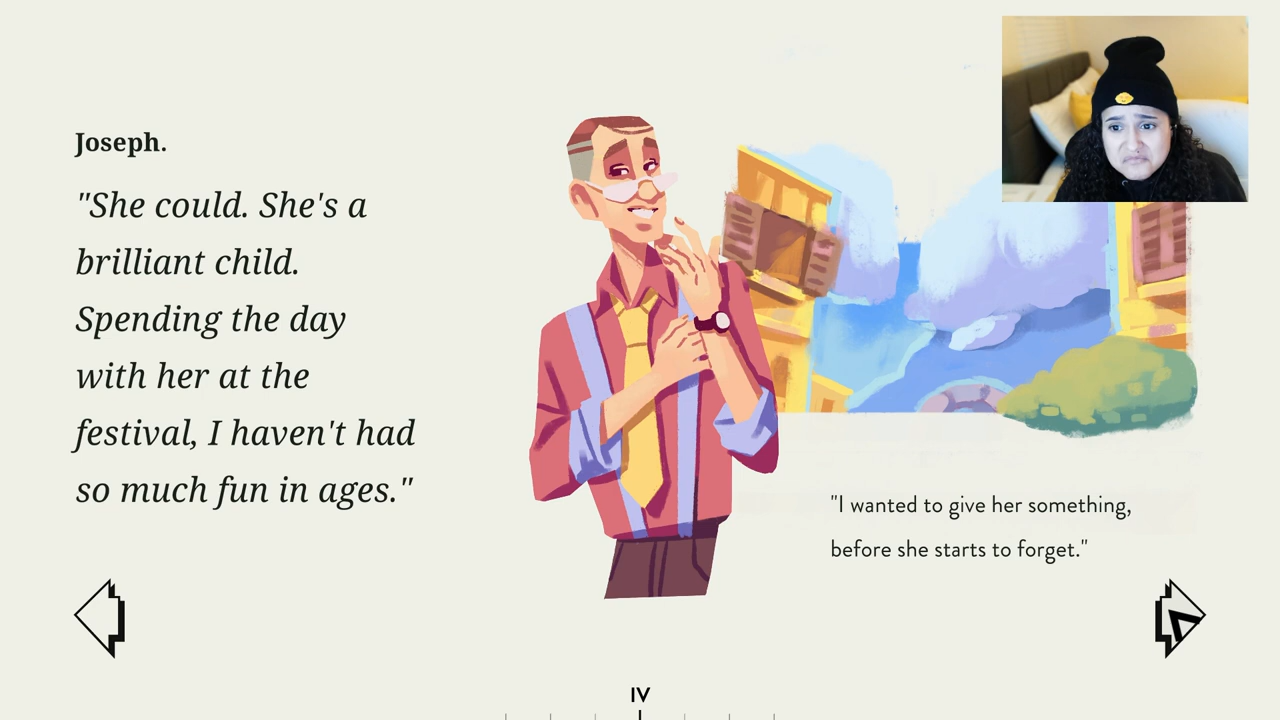 Joseph.
"She could. She's a
brilliant child.
Spending the day
with her at the
festival, I haven't had
so much fun in ages."
"I wanted to give her something,
before she starts to forget."
IV